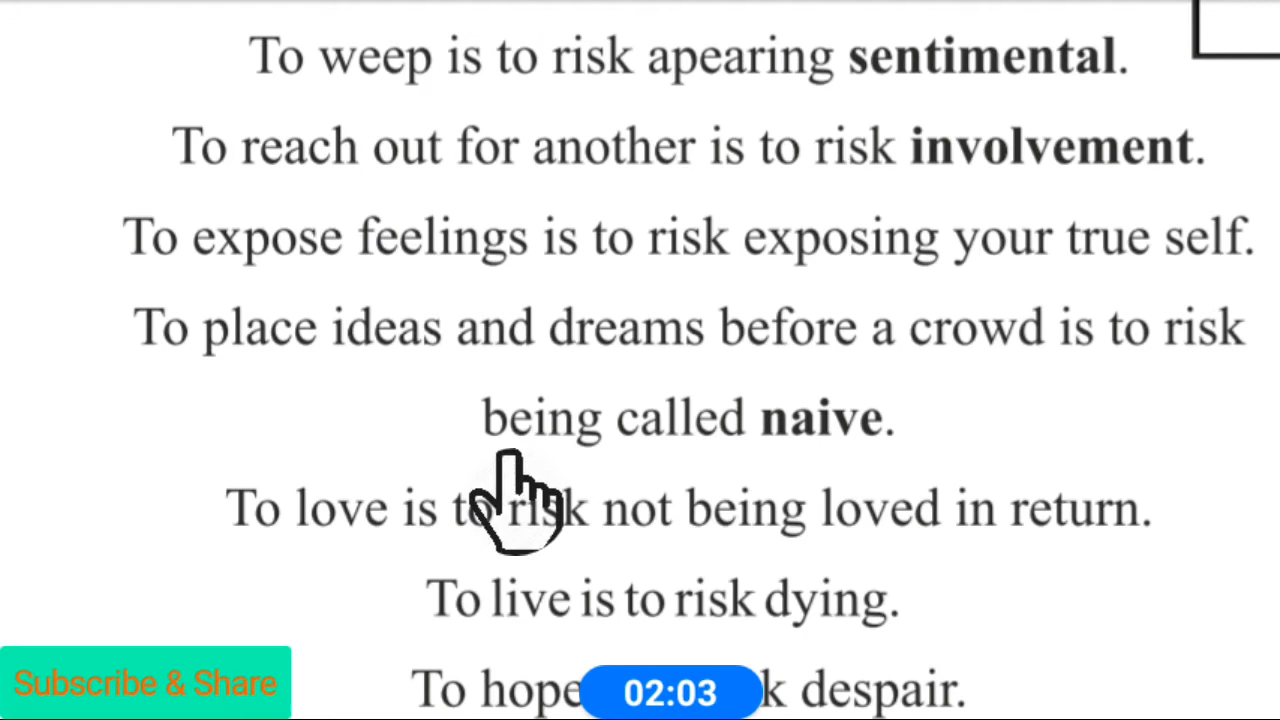 To weep is to risk apearing sentimental.
To reach out for another is to risk involvement.
To expose feelings is to risk exposing your true self.
To place ideas and dreams before a crowd is to risk
being called naive.
To love is to risk not being loved in return.
To live is to risk dying.
To hope k despair.
Subscribe & Share
02:03